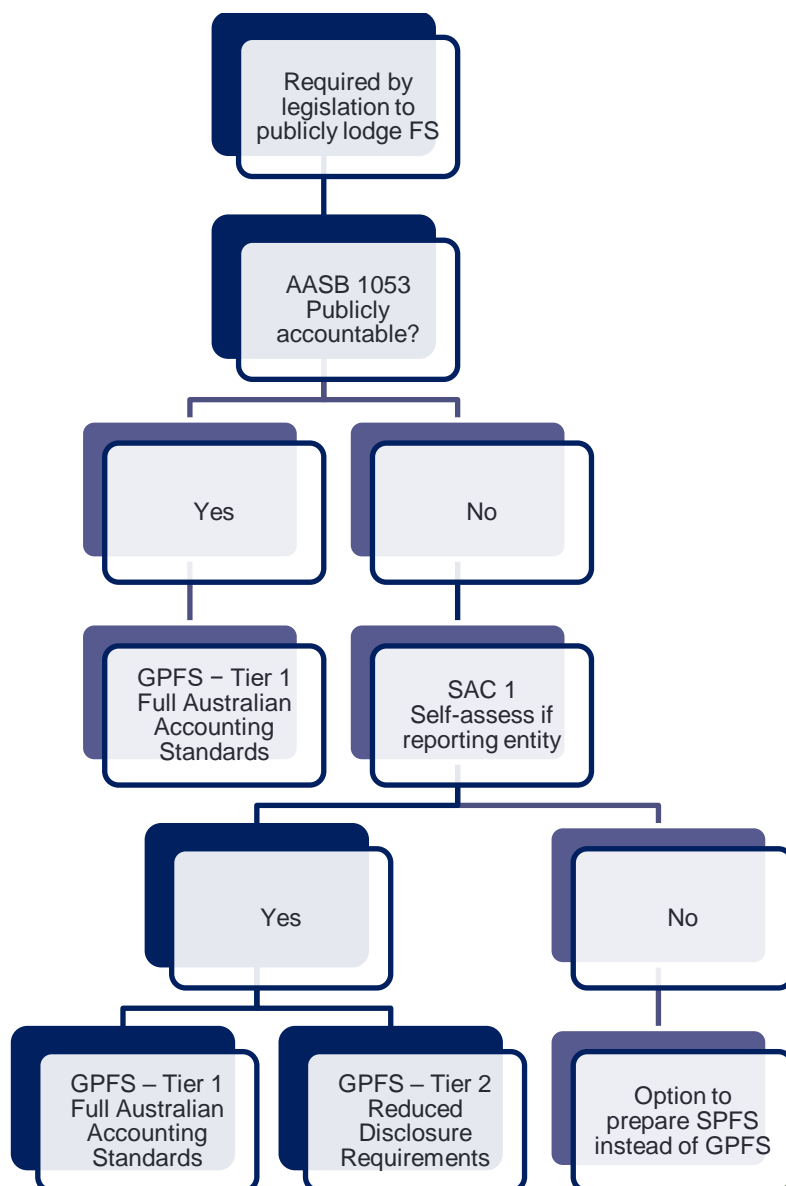 Required by
legislation to
publicly lodge FS
AASB 1053
Publicly
accountable?
Yes
No
GPFS – Tier 1
Full Australian
Accounting
Standards
SAC 1
Self-assess if
reporting entity
Yes
No
GPFS – Tier 1
Full Australian
Accounting
Standards
GPFS – Tier 2
Reduced
Disclosure
Requirements
Option to
prepare SPFS
instead of GPFS